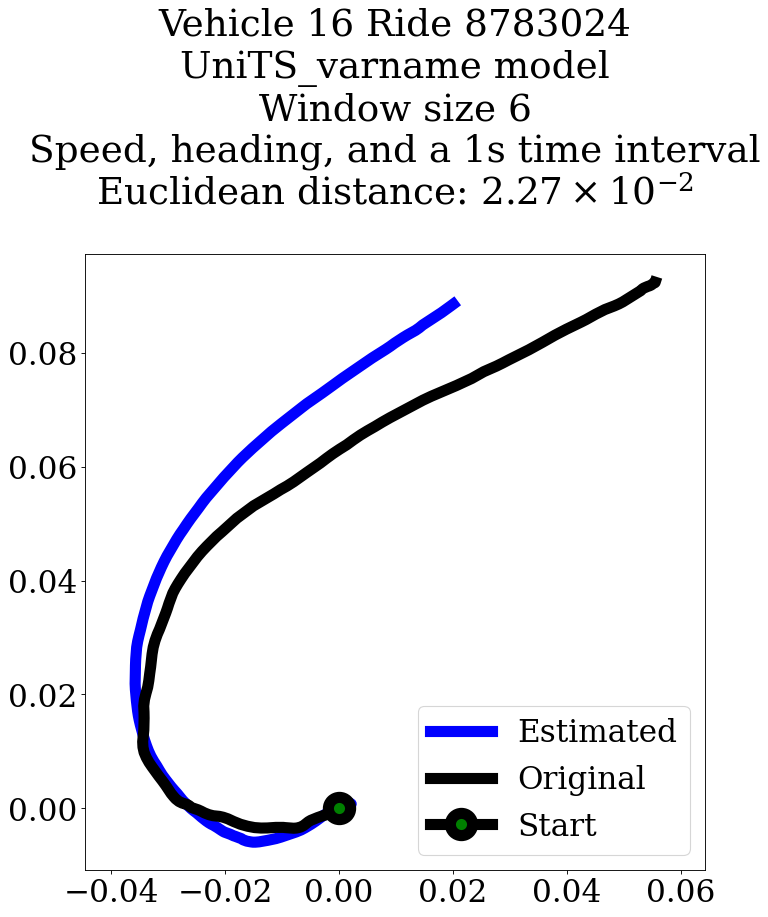 Vehicle 16 Ride 8783024
UniTS_varname model
Window size 6
Speed, heading, and a 1s time interval
Euclidean distance: $2.27 \times 10^{-2}$
0.08
0.06
0.04
0.02
0.00
Estimated
Original
Start
−0.04 −0.02 0.00 0.02 0.04 0.06